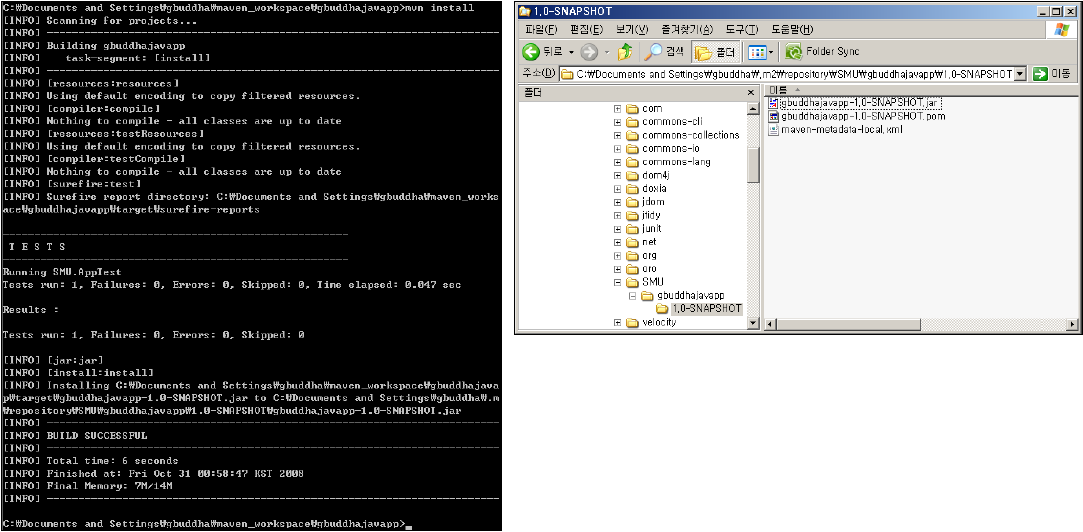 C:\Documents and Settings\gbuddha\maven_workspace\gbuddhajavapp>mvn install
[INFO] Scanning for projects...
[INFO] ------------------------------------------------------------------------
[INFO] Building gbuddhajavapp
[INFO]    task-segment: [install]
[INFO] ------------------------------------------------------------------------
[INFO] [resources:resources]
[INFO] Using default encoding to copy filtered resources.
[INFO] [compiler:compile]
[INFO] Nothing to compile - all classes are up to date
[INFO] [resources:testResources]
[INFO] Using default encoding to copy filtered resources.
[INFO] [compiler:testCompile]
[INFO] Nothing to compile - all classes are up to date
[INFO] [surefire:test]
[INFO] Surefire report directory: C:\Documents and Settings\gbuddha\maven_works
ace\gbuddhajavapp\target\surefire-reports
-------------------------------------------------------
 T E S T S
-------------------------------------------------------
Running SMU.AppTest
Tests run: 1, Failures: 0, Errors: 0, Skipped: 0, Time elapsed: 0.047 sec
Results :
Tests run: 1, Failures: 0, Errors: 0, Skipped: 0
[INFO] [jar:jar]
[INFO] [install:install]
[INFO] Installing C:\Documents and Settings\gbuddha\maven_workspace\gbuddhajava
p\target\gbuddhajavapp-1.0-SNAPSHOT.jar to C:\Documents and Settings\gbuddha\.m
\repository\SMU\gbuddhajavapp\1.0-SNAPSHOT\gbuddhajavapp-1.0-SNAPSHOT.jar
[INFO] ------------------------------------------------------------------------
[INFO] BUILD SUCCESSFUL
[INFO] ------------------------------------------------------------------------
[INFO] Total time: 6 seconds
[INFO] Finished at: Fri Oct 31 00:58:47 KST 2008
[INFO] Final Memory: 7M/14M
[INFO] ------------------------------------------------------------------------
C:\Documents and Settings\gbuddha\maven_workspace\gbuddhajavapp>_
1.0-SNAPSHOT
파일(F) 편집(E) 보기(V) 즐겨찾기(A) 도구(T) 도움말(H)
뒤로 검색 폴더 Folder Sync
주소(D) C:\Documents and Settings\gbuddha\.m2\repository\SMU\gbuddhajavapp\1.0-SNAPSHOT 이동
폴더
com
commons-cli
commons-collections
commons-io
commons-lang
dom4j
doxia
jdom
jtidy
junit
net
org
oro
SMU
gbuddhajavapp
1.0-SNAPSHOT
velocity
이름
gbuddhajavapp-1.0-SNAPSHOT.jar
gbuddhajavapp-1.0-SNAPSHOT.pom
maven-metadata-local.xml